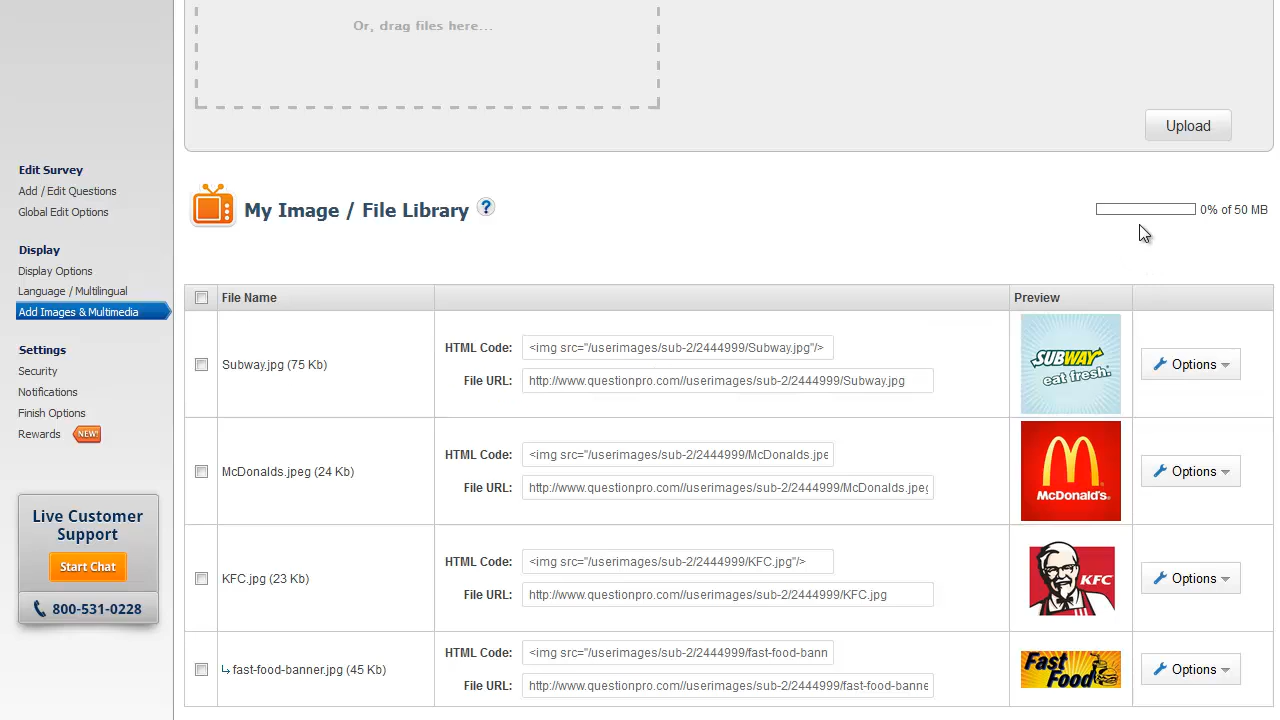 Or, drag files here...
Upload
Edit Survey
Add / Edit Questions
Global Edit Options
Display
Display Options
Language / Multilingual
Add Images & Multimedia
Settings
Security
Notifications
Finish Options
Rewards NEW!
Live Customer
Support
Start Chat
800-531-0228
My Image / File Library ?
0% of 50 MB
File Name Preview
Subway.jpg (75 Kb)
HTML Code: <img src="/userimages/sub-2/2444999/Subway.jpg"/>
File URL: http://www.questionpro.com//userimages/sub-2/2444999/Subway.jpg
SUBWAY
eat fresh.
Options
McDonalds.jpeg (24 Kb)
HTML Code: <img src="/userimages/sub-2/2444999/McDonalds.jpe
File URL: http://www.questionpro.com//userimages/sub-2/2444999/McDonalds.jpeg
McDonald's
Options
KFC.jpg (23 Kb)
HTML Code: <img src="/userimages/sub-2/2444999/KFC.jpg"/>
File URL: http://www.questionpro.com//userimages/sub-2/2444999/KFC.jpg
KFC
Options
fast-food-banner.jpg (45 Kb)
HTML Code: <img src="/userimages/sub-2/2444999/fast-food-bann
File URL: http://www.questionpro.com//userimages/sub-2/2444999/fast-food-banne
Fast
Food
Options